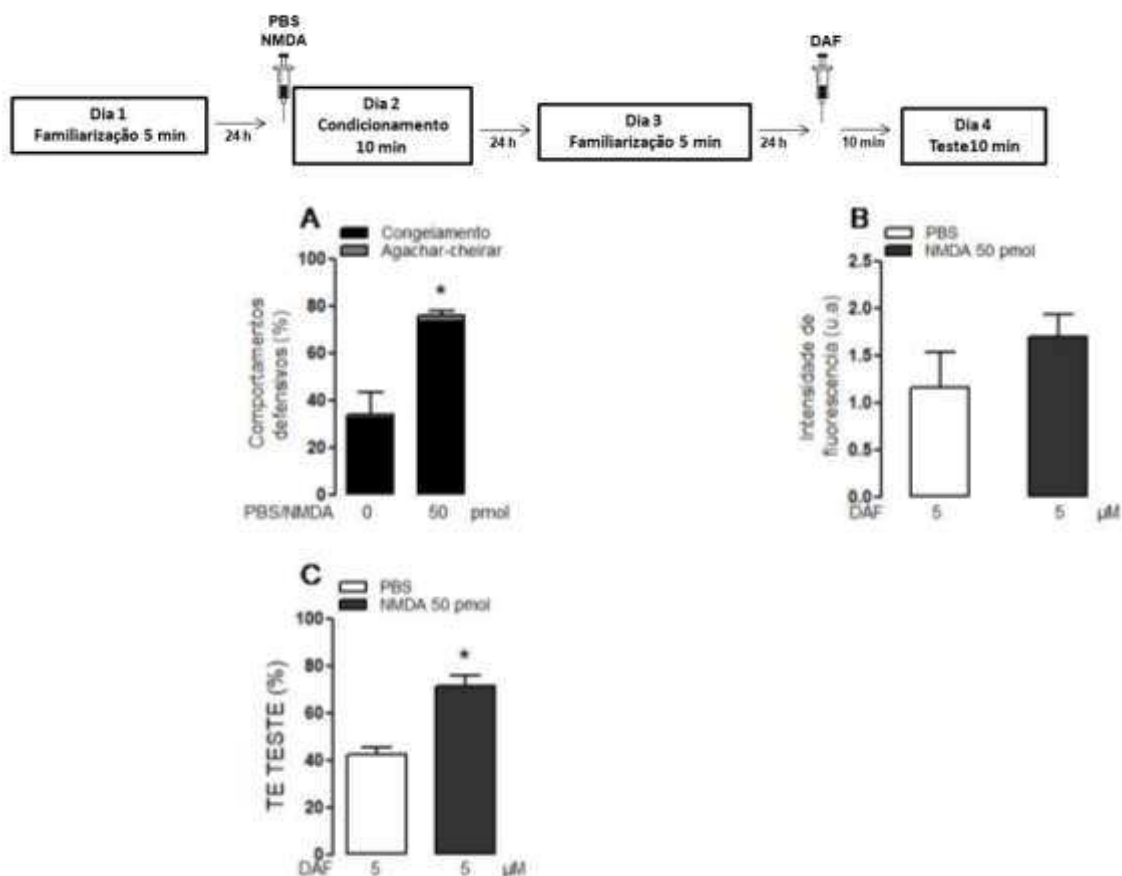 PBS
NMDA
DAF
Dia 1
Familiarização 5 min
24 h
Dia 2
Condicionamento
10 min
24 h
Dia 3
Familiarização 5 min
24 h
10 min
Dia 4
Teste10 min
A
Congelamento
Agachar-cheirar
100
80
60
40
20
0
Comportamentos
defensivos (%)
*
PBS/NMDA 0 50 pmol
B
PBS
NMDA 50 pmol
2.5
2.0
1.5
1.0
0.5
0.0
Intensidade de
fluorescencia (u.a)
DAF 5 5 µM
C
PBS
NMDA 50 pmol
100
80
60
40
20
0
TE TESTE (%)
*
DAF 5 5 µM